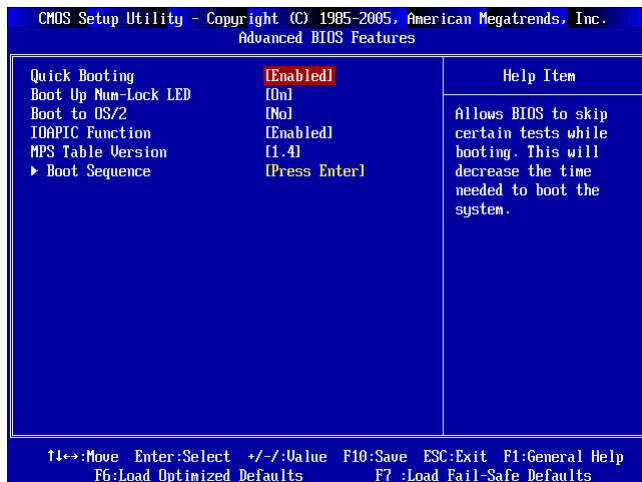 CMOS Setup Utility - Copyright (C) 1985-2005, American Megatrends, Inc.
Advanced BIOS Features
Quick Booting [Enabled]
Boot Up Num-Lock LED [On]
Boot to OS/2 [No]
IOAPIC Function [Enabled]
MPS Table Version [1.4]
▶ Boot Sequence [Press Enter]
Help Item
Allows BIOS to skip
certain tests while
booting. This will
decrease the time
needed to boot the
system.
↑↓↔:Move Enter:Select +/-/:Value F10:Save ESC:Exit F1:General Help
F6:Load Optimized Defaults F7 :Load Fail-Safe Defaults